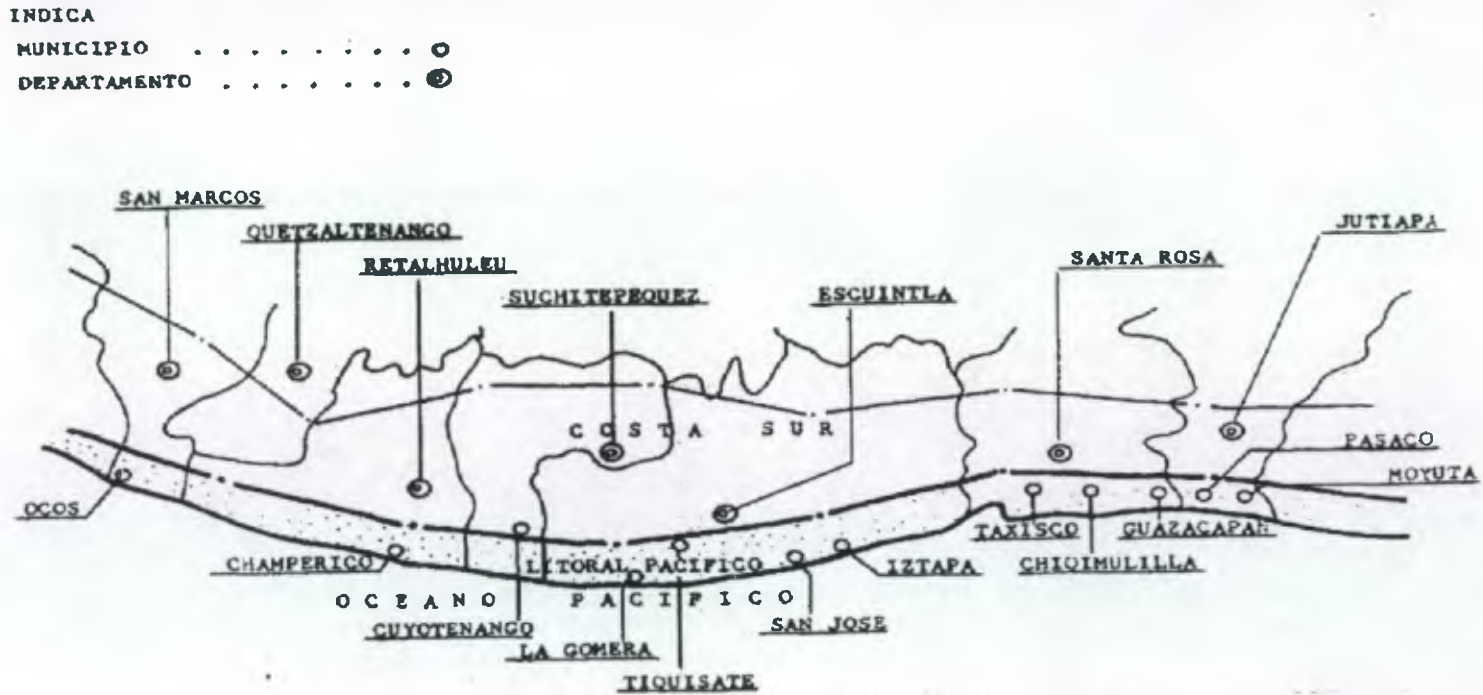 INDICA
MUNICIPIO . . . . . . . . O
DEPARTAMENTO . . . . . . .
SAN MARCOS
QUETZALTENANGO
RETALHULEU
SUCHITEPEQUEZ
ESCUINTLA
SANTA ROSA
JUTIAPA
COSTA SUR
PASACO
MOYUTA
OCOS
TAXISCO
GUAZACAPAN
CHAMPERICO
LITORAL PACIFICO
IZTAPA
CHIQIMULILLA
OCEANO PACIFICO
CUYOTENANGO
SAN JOSE
LA GOMERA
TIQUISATE